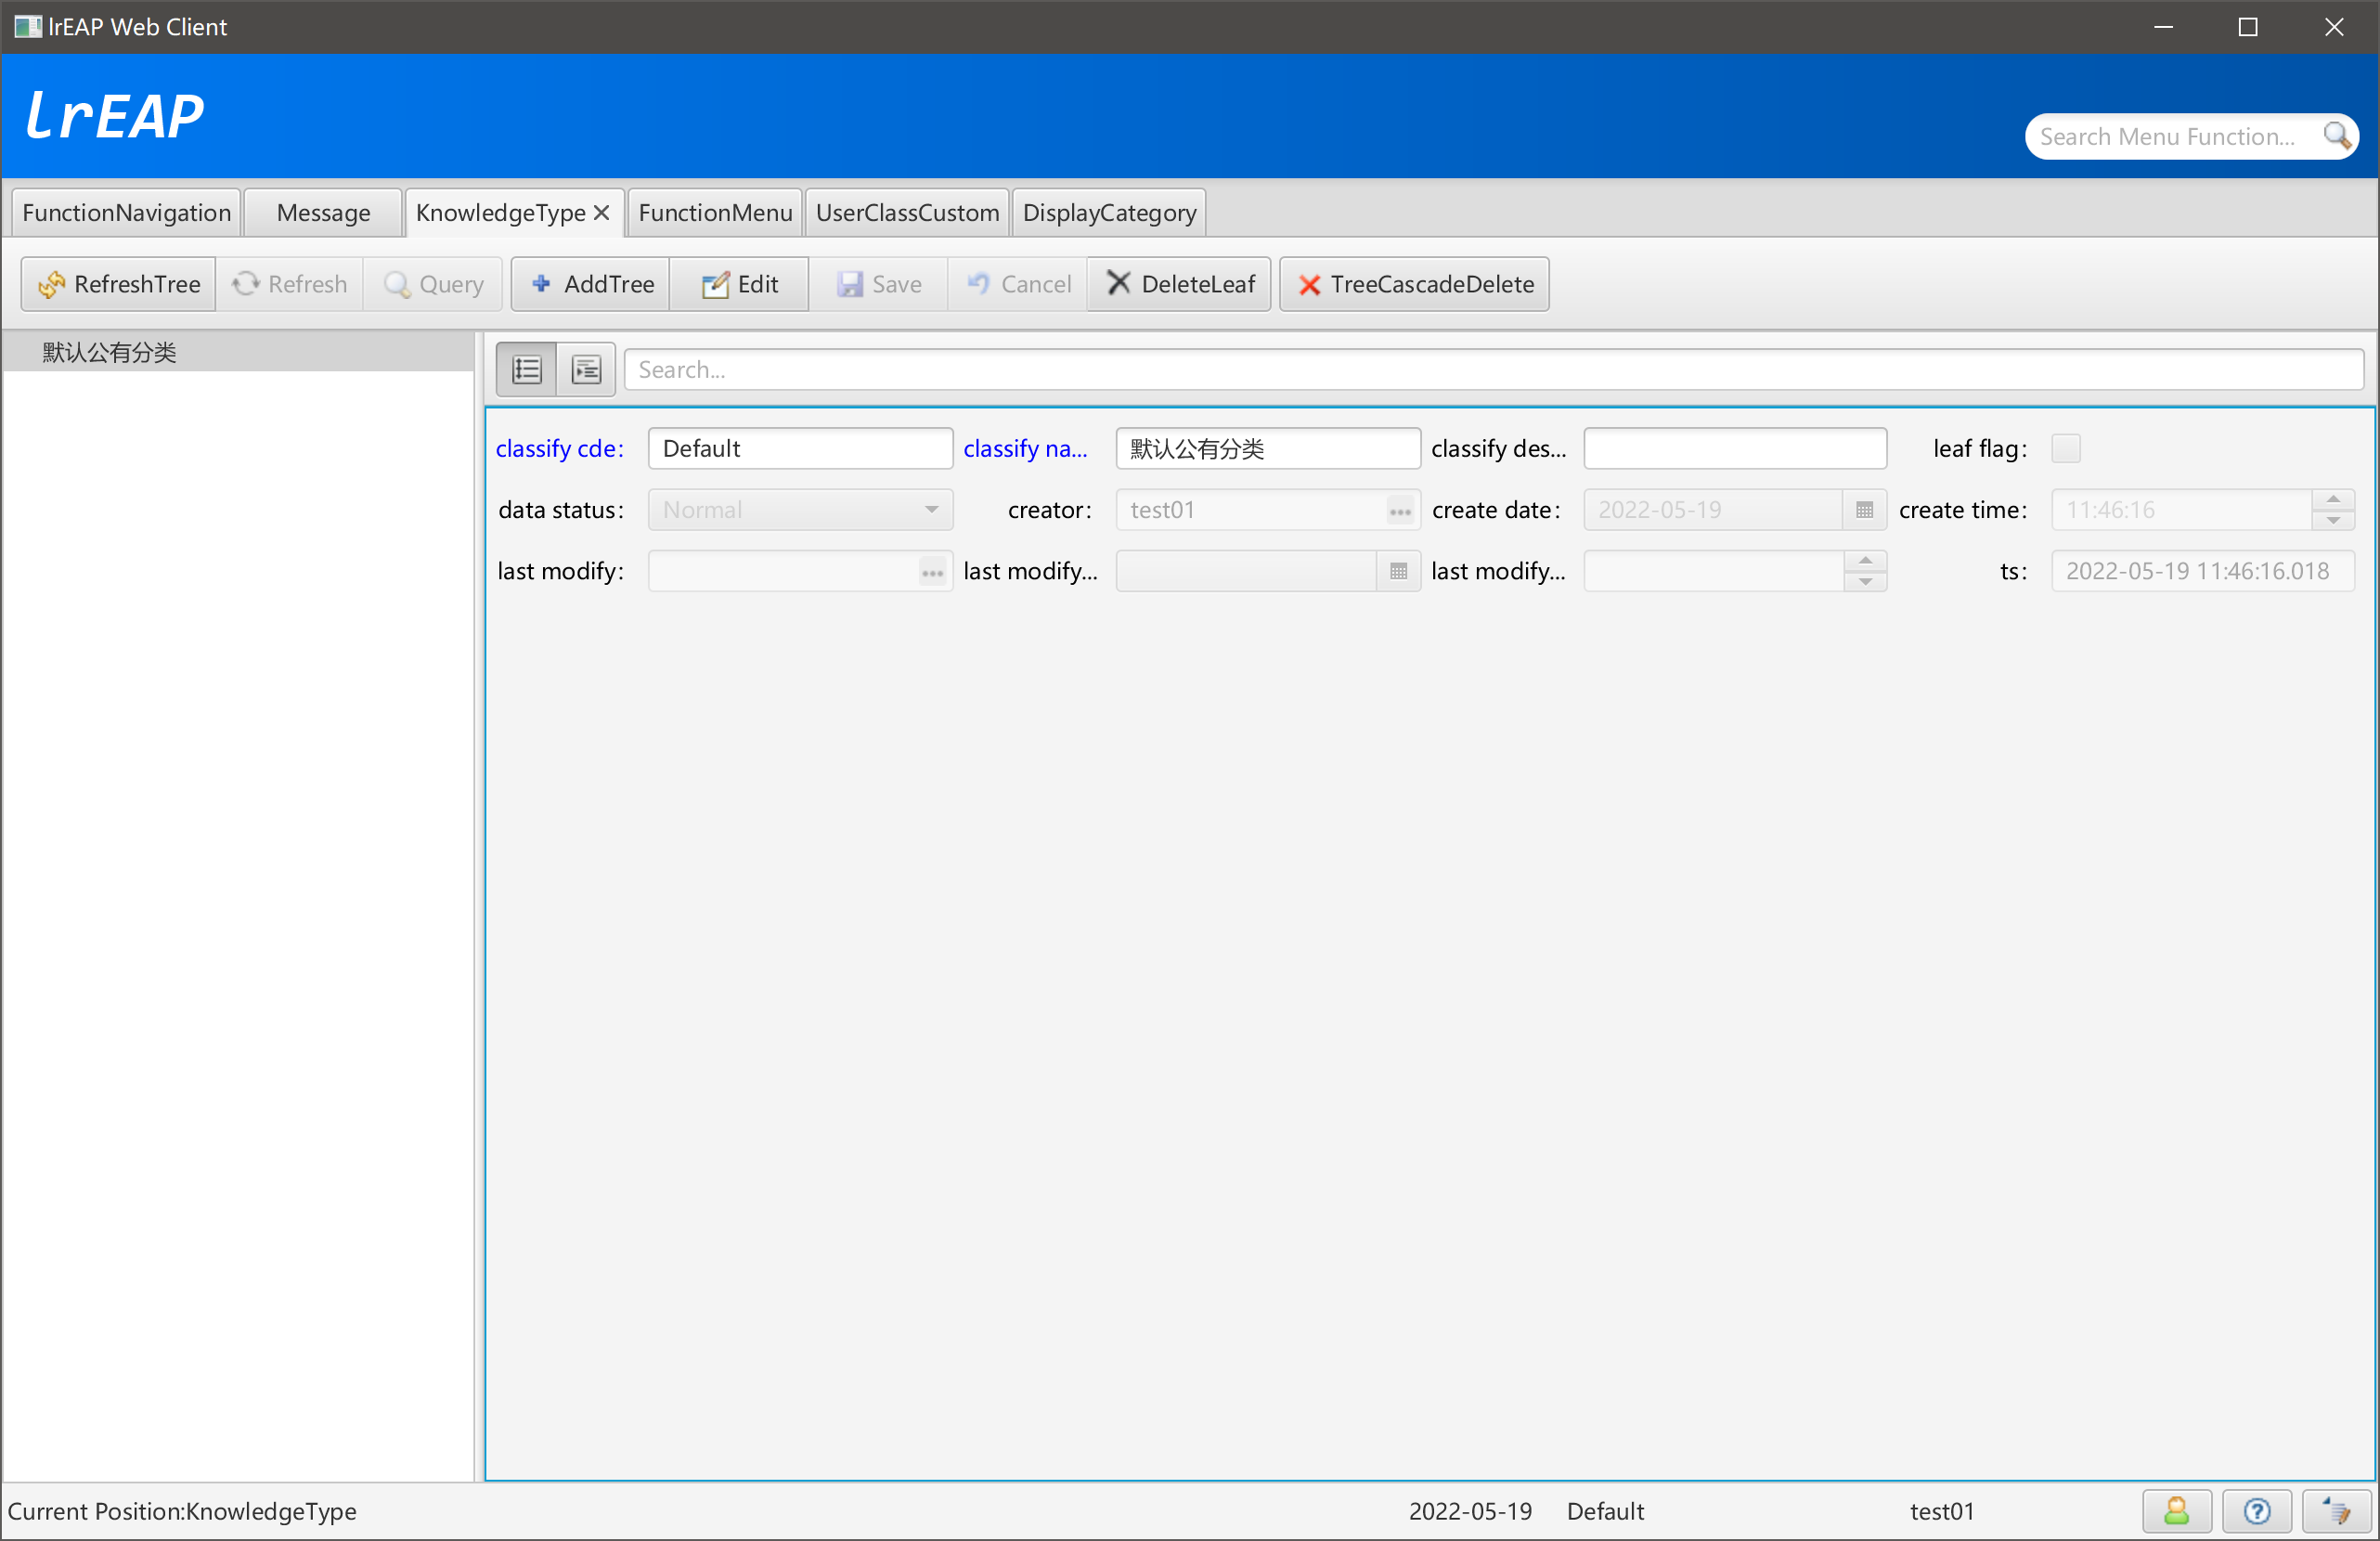 lrEAP Web Client
lrEAP
Search Menu Function...
FunctionNavigation Message KnowledgeType FunctionMenu UserClassCustom DisplayCategory
RefreshTree Refresh Query AddTree Edit Save Cancel DeleteLeaf TreeCascadeDelete
默认公有分类
Search...
classify cde: Default classify na... 默认公有分类 classify des... leaf flag:
data status: Normal creator: test01 create date: 2022-05-19 create time: 11:46:16
last modify: last modify... last modify... ts: 2022-05-19 11:46:16.018
Current Position:KnowledgeType 2022-05-19 Default test01